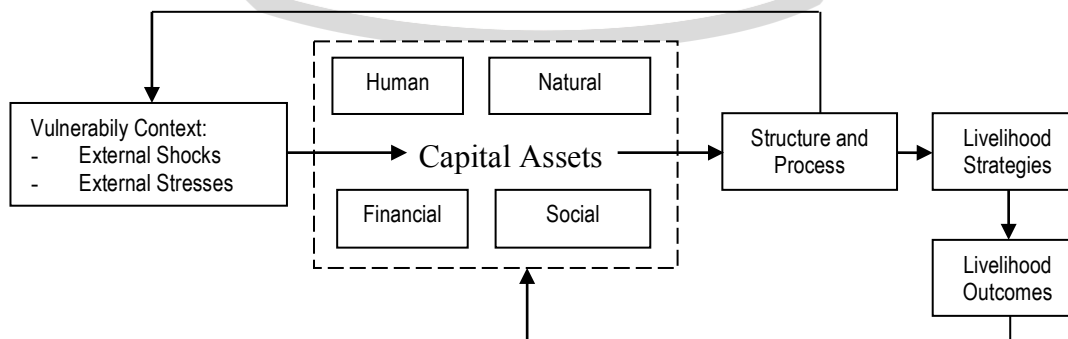 Human
Natural
Vulnerabily Context:
- External Shocks
- External Stresses
Capital Assets
Structure and
Process
Livelihood
Strategies
Financial
Social
Livelihood
Outcomes